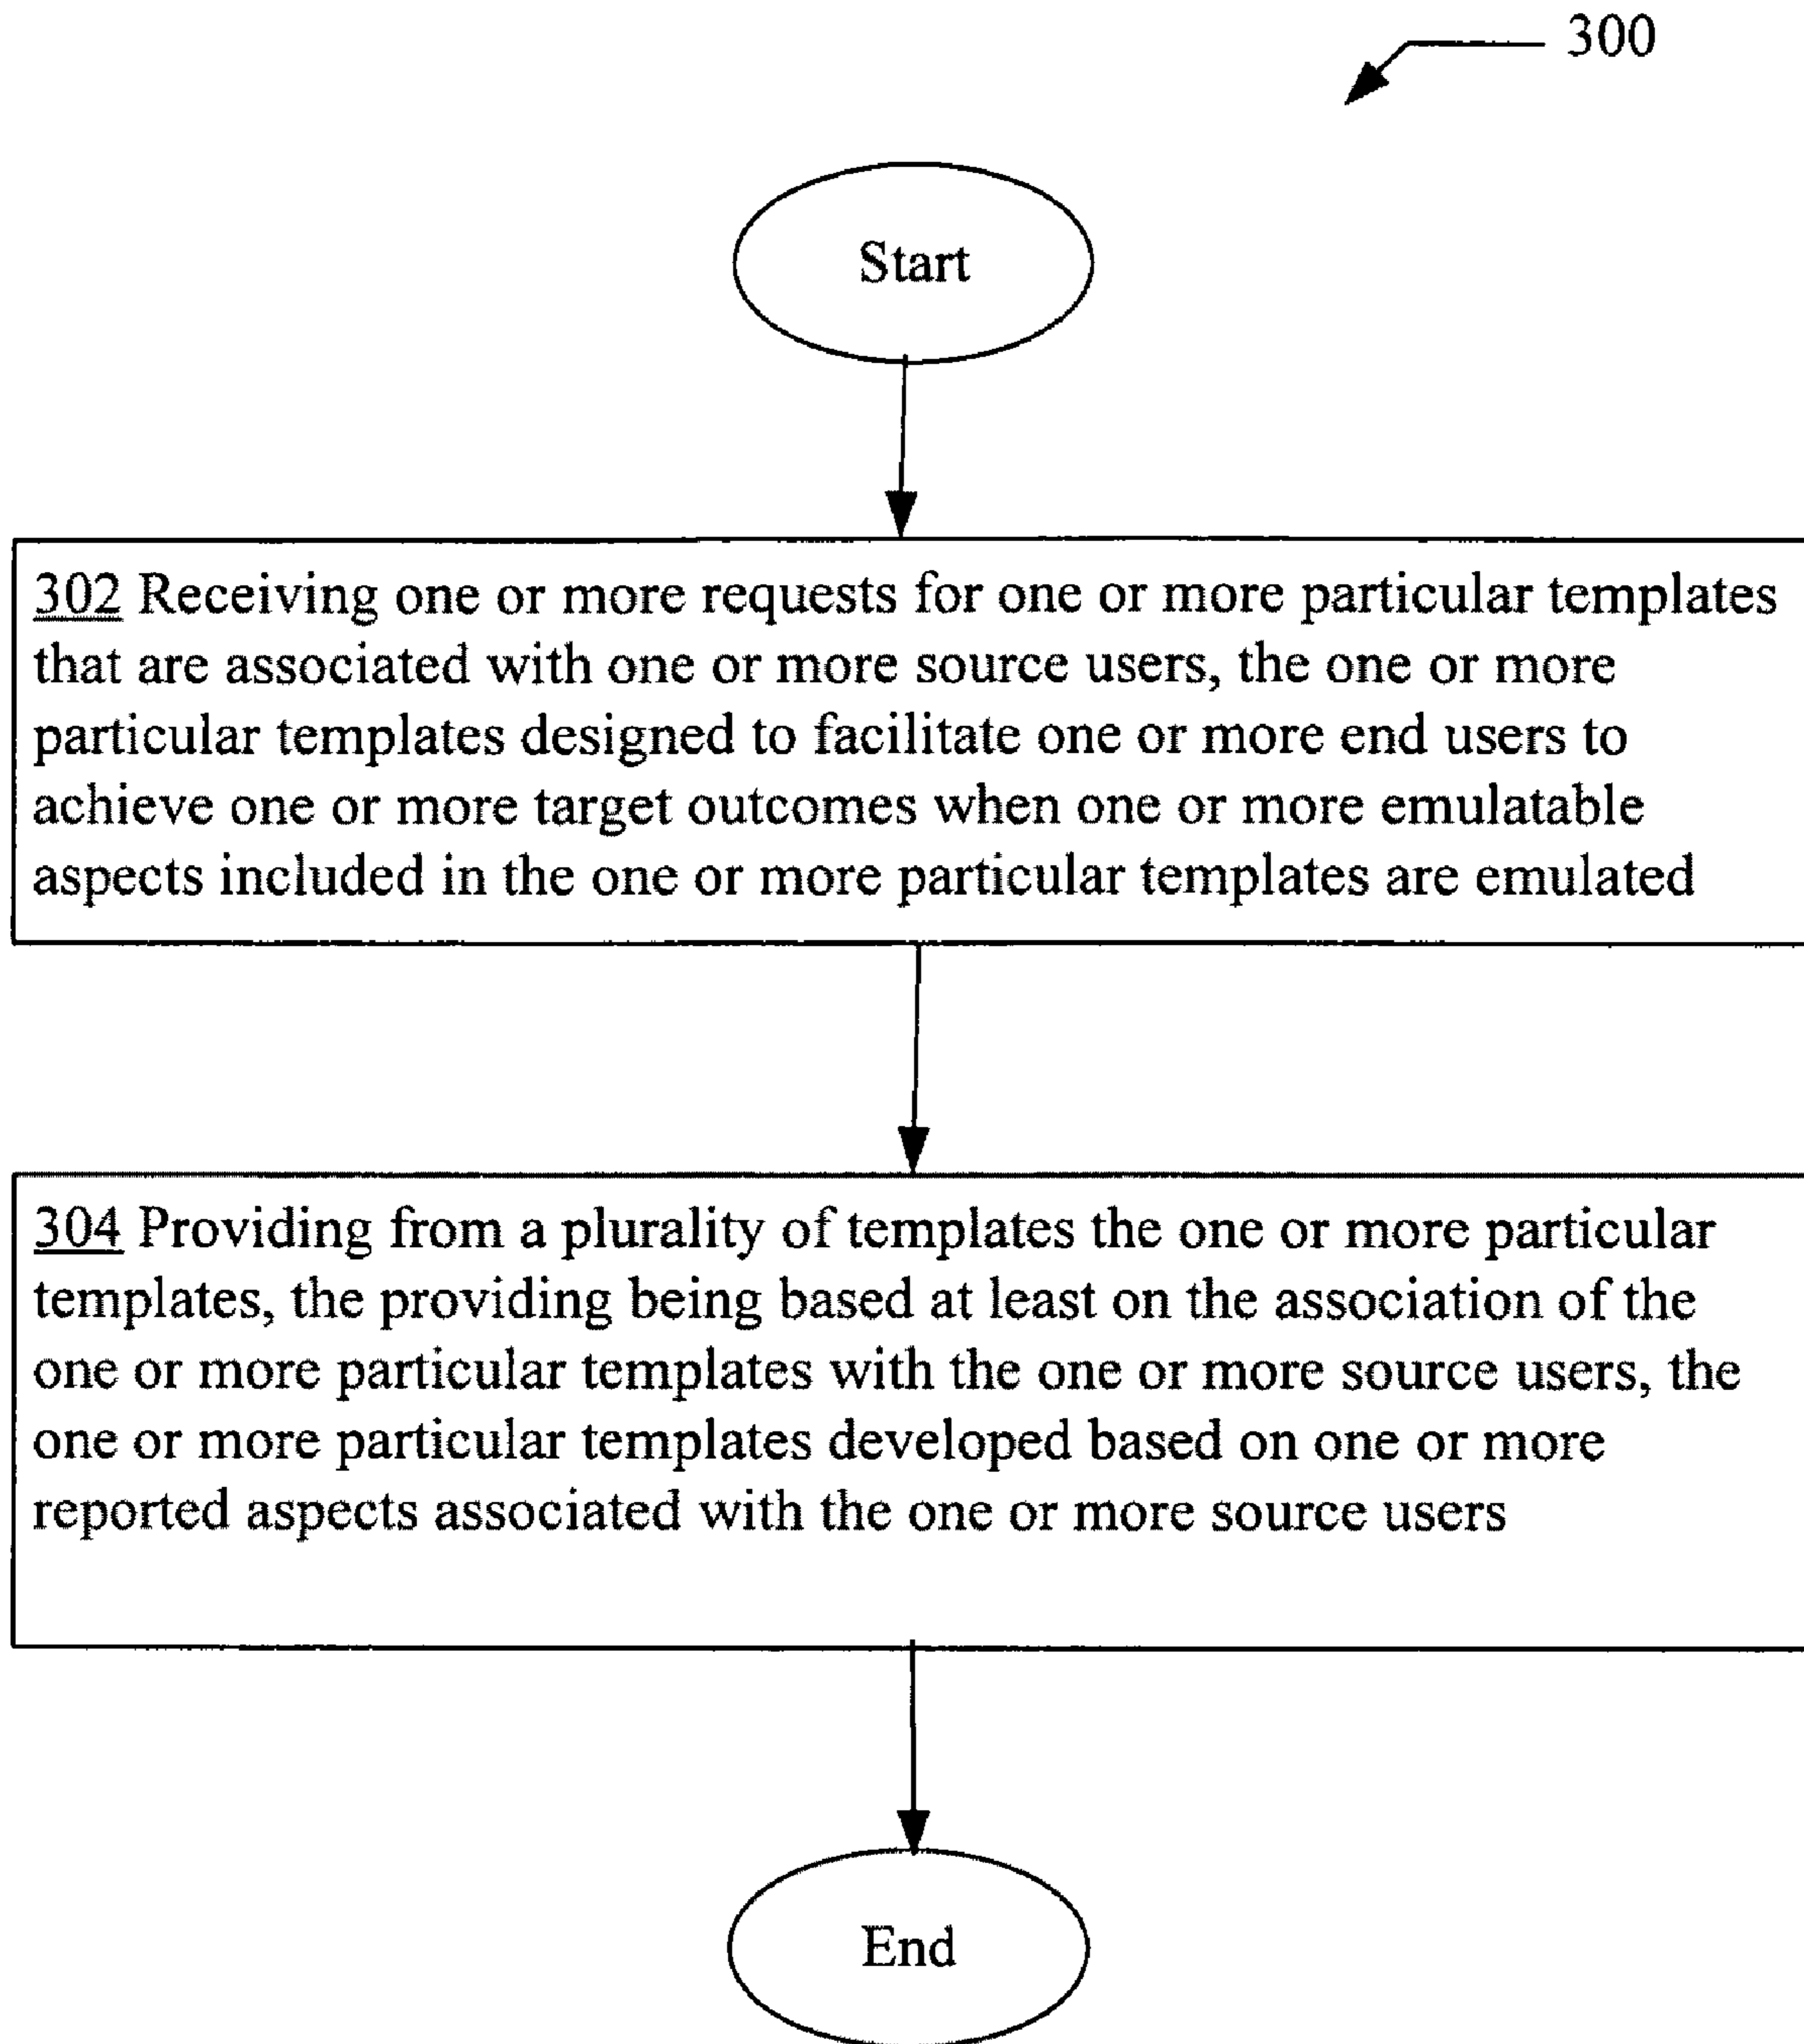 300
Start
302 Receiving one or more requests for one or more particular templates
that are associated with one or more source users, the one or more
particular templates designed to facilitate one or more end users to
achieve one or more target outcomes when one or more emulatable
aspects included in the one or more particular templates are emulated
304 Providing from a plurality of templates the one or more particular
templates, the providing being based at least on the association of the
one or more particular templates with the one or more source users, the
one or more particular templates developed based on one or more
reported aspects associated with the one or more source users
End